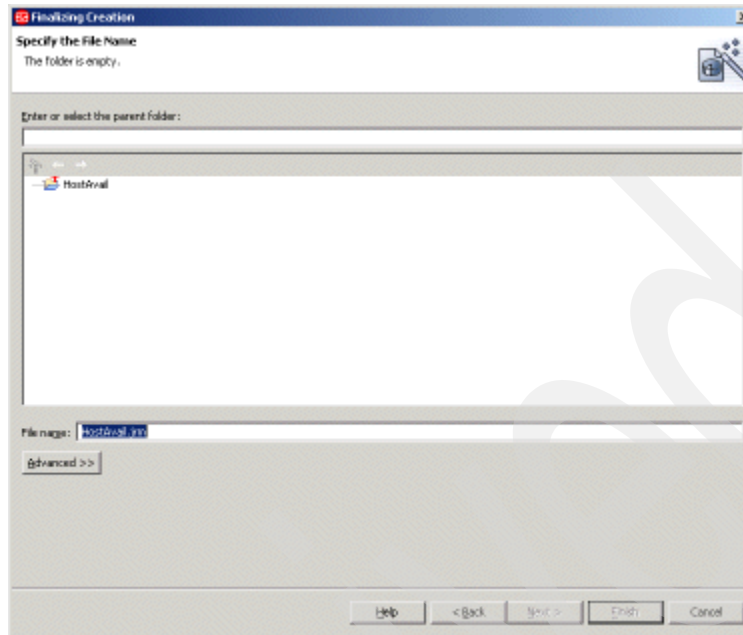 Finalizing Creation
Specify the File Name
The folder is empty.
Enter or select the parent folder:
HostAvail
File name: HostAvail.jnn
Advanced >>
Help < Back Next > Finish Cancel